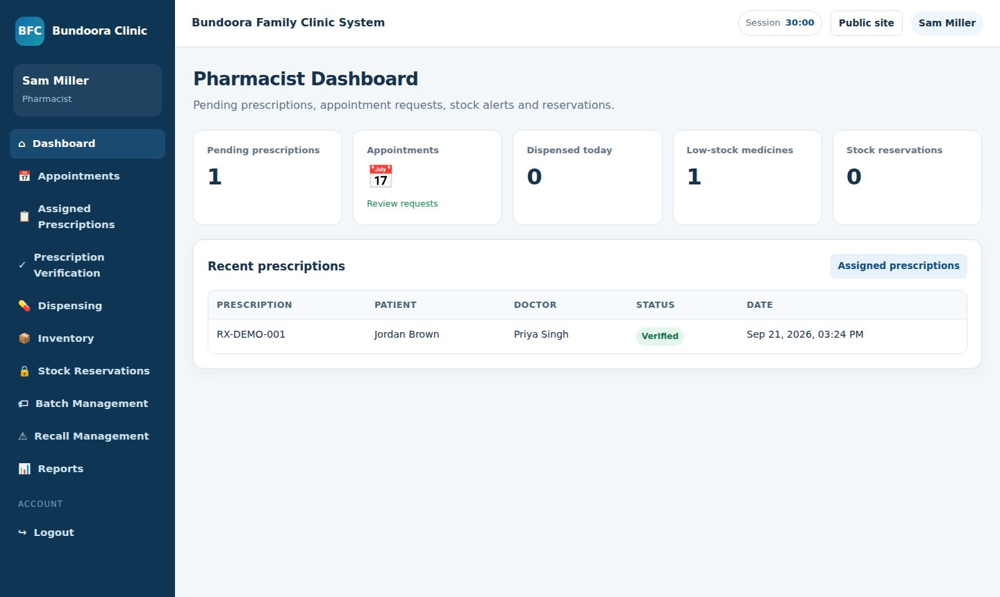 BFC Bundoora Clinic
Sam Miller
Pharmacist
⌂ Dashboard
📅 Appointments
📋 Assigned
Prescriptions
✓ Prescription
Verification
💊 Dispensing
📦 Inventory
🔒 Stock Reservations
🏷 Batch Management
⚠ Recall Management
📊 Reports
ACCOUNT
↪ Logout
Bundoora Family Clinic System
Session 30:00
Public site
Sam Miller
Pharmacist Dashboard
Pending prescriptions, appointment requests, stock alerts and reservations.
Pending prescriptions
1
Appointments
July
17
Review requests
Dispensed today
0
Low-stock medicines
1
Stock reservations
0
Recent prescriptions
Assigned prescriptions
PRESCRIPTION PATIENT DOCTOR STATUS DATE
RX-DEMO-001 Jordan Brown Priya Singh Verified Sep 21, 2026, 03:24 PM